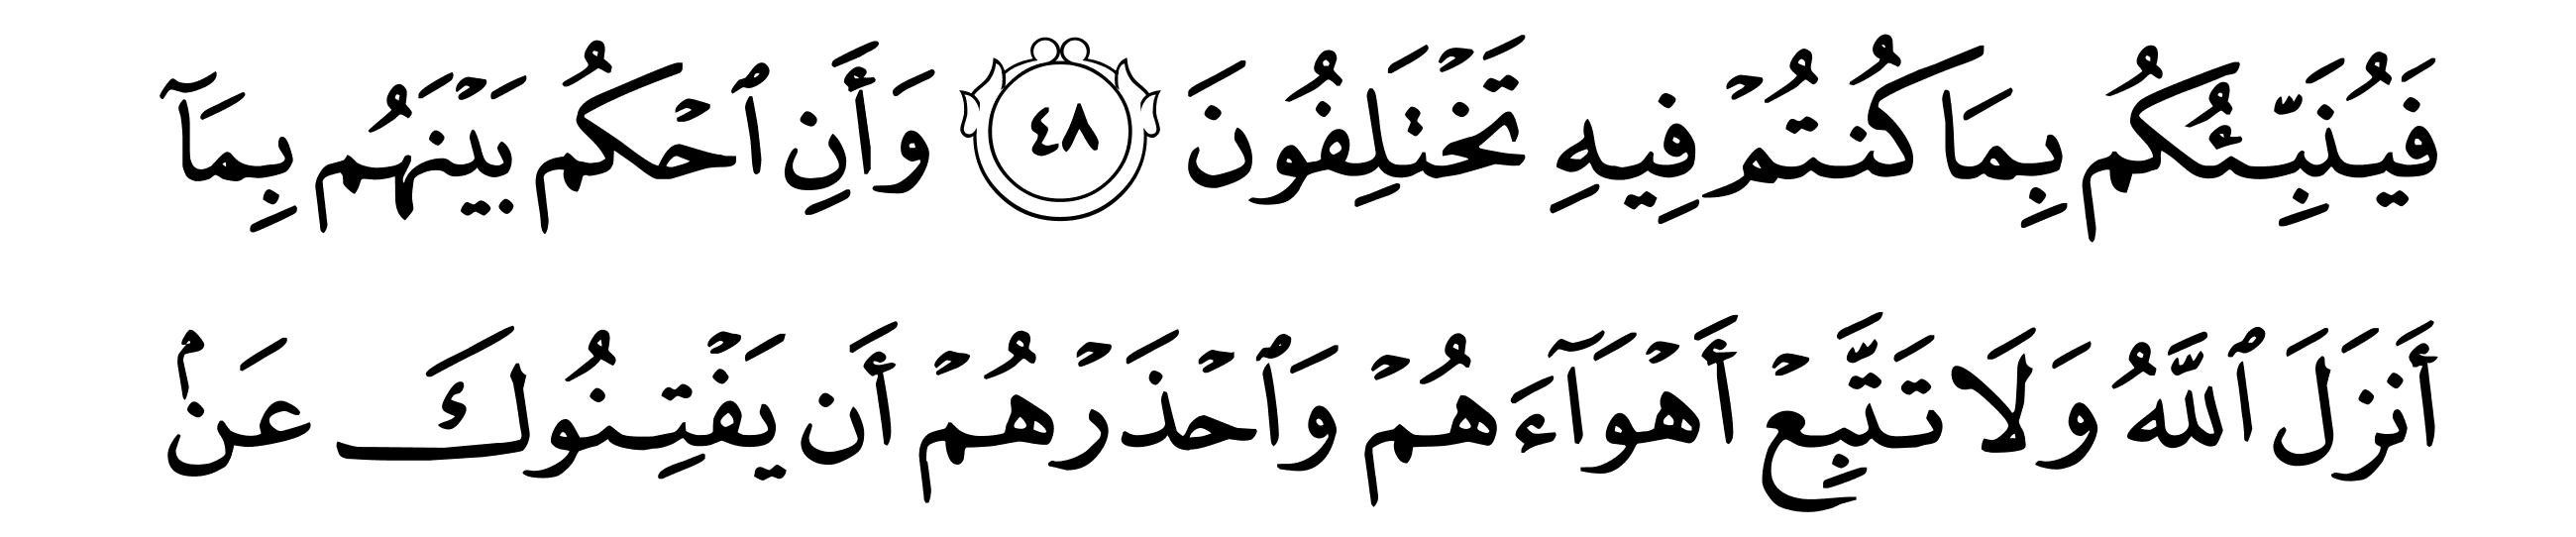 فَيُنَبِّئُكُم بِمَا كُنتُمۡ فِيهِ تَخۡتَلِفُونَ ٤٨ وَأَنِ ٱحۡكُم بَيۡنَهُم بِمَآ
أَنزَلَ ٱللَّهُ وَلَا تَتَّبِعۡ أَهۡوَآءَهُمۡ وَٱحۡذَرۡهُمۡ أَن يَفۡتِنُوكَ عَنۢ